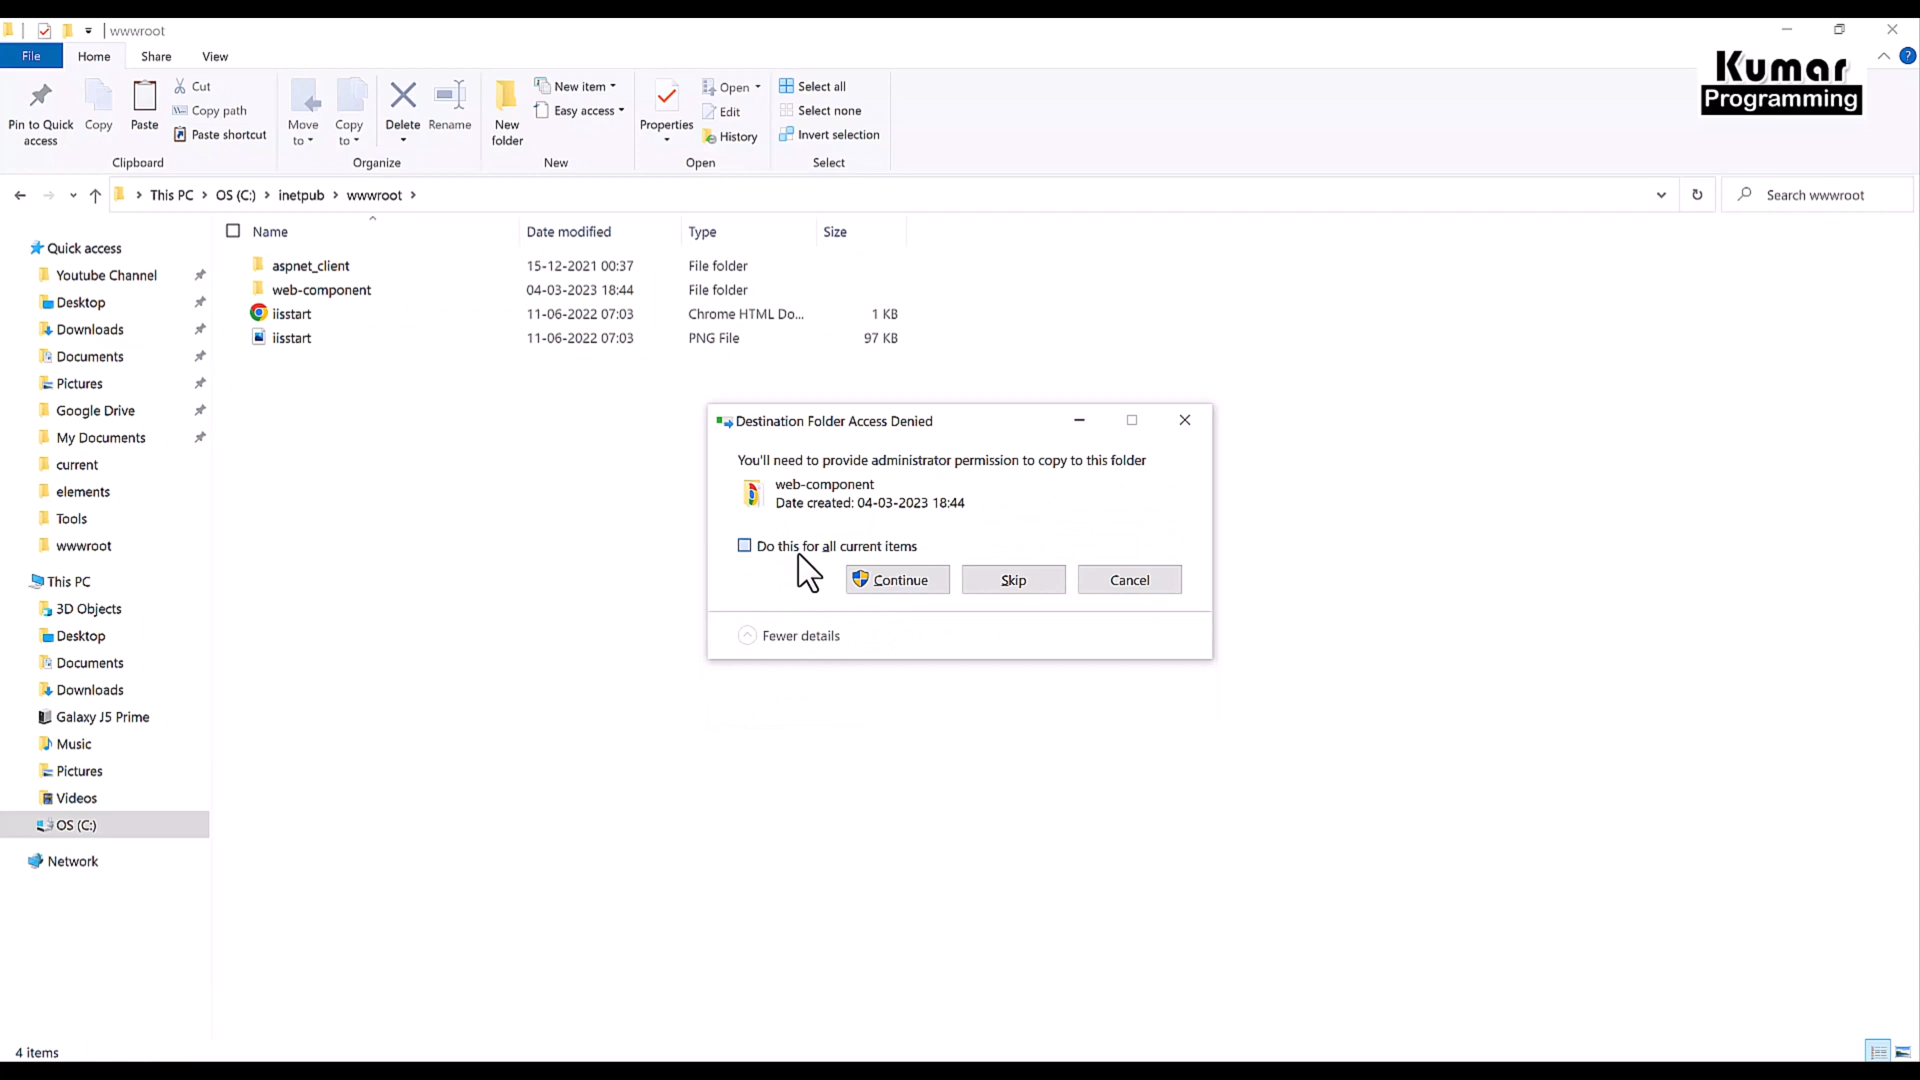 wwwroot
File
Home
Share
View
Pin to Quick access
Copy
Paste
Cut
Copy path
Paste shortcut
Clipboard
Move to
Copy to
Delete
Rename
Organize
New folder
New item
Easy access
New
Properties
Open
Edit
History
Open
Select all
Select none
Invert selection
Select
Kumar
Programming
This PC > OS (C:) > inetpub > wwwroot >
Search wwwroot
Name Date modified Type Size
aspnet_client 15-12-2021 00:37 File folder
web-component 04-03-2023 18:44 File folder
iisstart 11-06-2022 07:03 Chrome HTML Do... 1 KB
iisstart 11-06-2022 07:03 PNG File 97 KB
Quick access
Youtube Channel
Desktop
Downloads
Documents
Pictures
Google Drive
My Documents
current
elements
Tools
wwwroot
This PC
3D Objects
Desktop
Documents
Downloads
Galaxy J5 Prime
Music
Pictures
Videos
OS (C:)
Network
Destination Folder Access Denied
You'll need to provide administrator permission to copy to this folder
web-component
Date created: 04-03-2023 18:44
Do this for all current items
Continue
Skip
Cancel
Fewer details
4 items